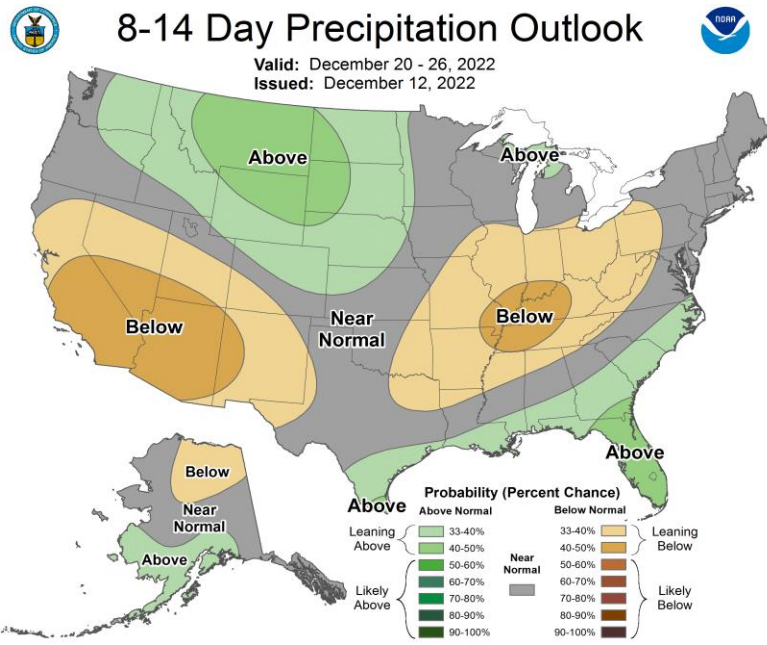 8-14 Day Precipitation Outlook
NOAA
Valid: December 20 - 26, 2022
Issued: December 12, 2022
Above
Above
Below
Near
Normal
Below
Above
Above
Below
Near
Normal
Above
Probability (Percent Chance)
Above Normal
Below Normal
Leaning
Above
33-40%
40-50%
Likely
Above
50-60%
60-70%
70-80%
80-90%
90-100%
Near
Normal
33-40%
40-50%
Leaning
Below
50-60%
60-70%
70-80%
80-90%
90-100%
Likely
Below